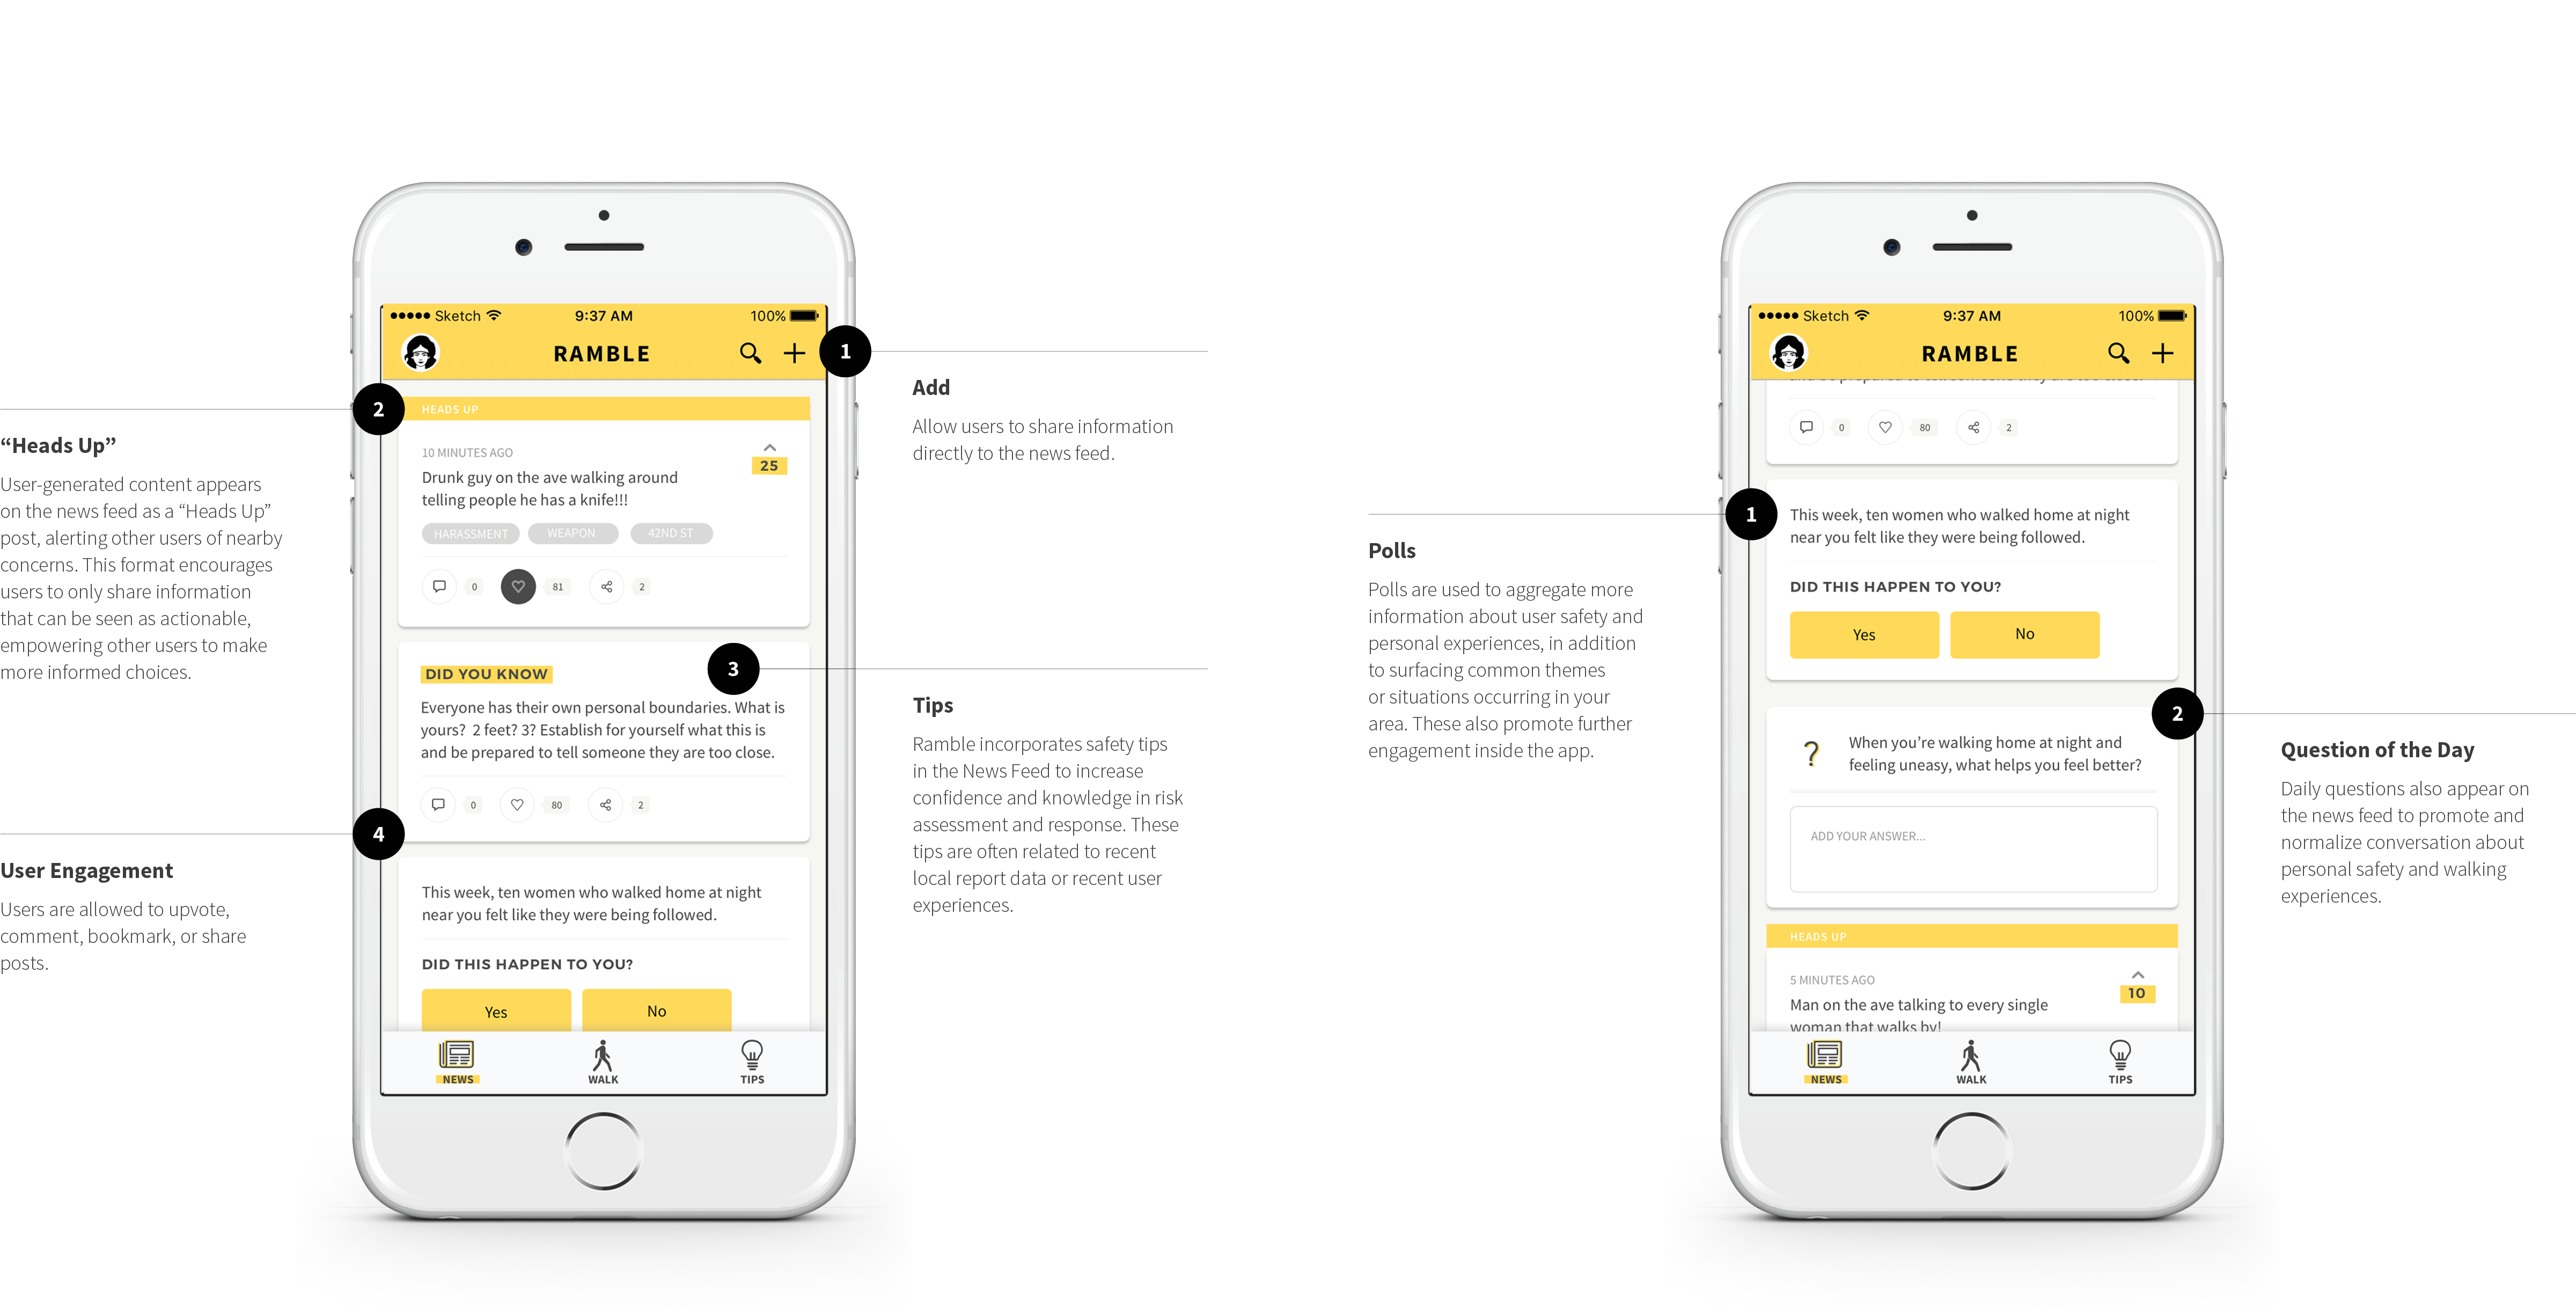 Sketch 9:37 AM 100%
RAMBLE
1
Add
Allow users to share information
directly to the news feed.
2
“Heads Up”
User-generated content appears
on the news feed as a “Heads Up”
post, alerting other users of nearby
concerns. This format encourages
users to only share information
that can be seen as actionable,
empowering other users to make
more informed choices.
HEADS UP
10 MINUTES AGO
25
Drunk guy on the ave walking around
telling people he has a knife!!!
HARASSMENT WEAPON 42ND ST
0 81 2
3
Tips
Ramble incorporates safety tips
in the News Feed to increase
confidence and knowledge in risk
assessment and response. These
tips are often related to recent
local report data or recent user
experiences.
DID YOU KNOW
Everyone has their own personal boundaries. What is
yours? 2 feet? 3? Establish for yourself what this is
and be prepared to tell someone they are too close.
0 80 2
4
User Engagement
Users are allowed to upvote,
comment, bookmark, or share
posts.
This week, ten women who walked home at night
near you felt like they were being followed.
DID THIS HAPPEN TO YOU?
Yes No
NEWS WALK TIPS
Sketch 9:37 AM 100%
RAMBLE
and be prepared to tell someone they are too close.
0 80 2
1
Polls
Polls are used to aggregate more
information about user safety and
personal experiences, in addition
to surfacing common themes
or situations occurring in your
area. These also promote further
engagement inside the app.
This week, ten women who walked home at night
near you felt like they were being followed.
DID THIS HAPPEN TO YOU?
Yes No
2
Question of the Day
Daily questions also appear on
the news feed to promote and
normalize conversation about
personal safety and walking
experiences.
?
When you’re walking home at night and
feeling uneasy, what helps you feel better?
ADD YOUR ANSWER...
HEADS UP
5 MINUTES AGO
10
Man on the ave talking to every single
woman that walks by!
NEWS WALK TIPS